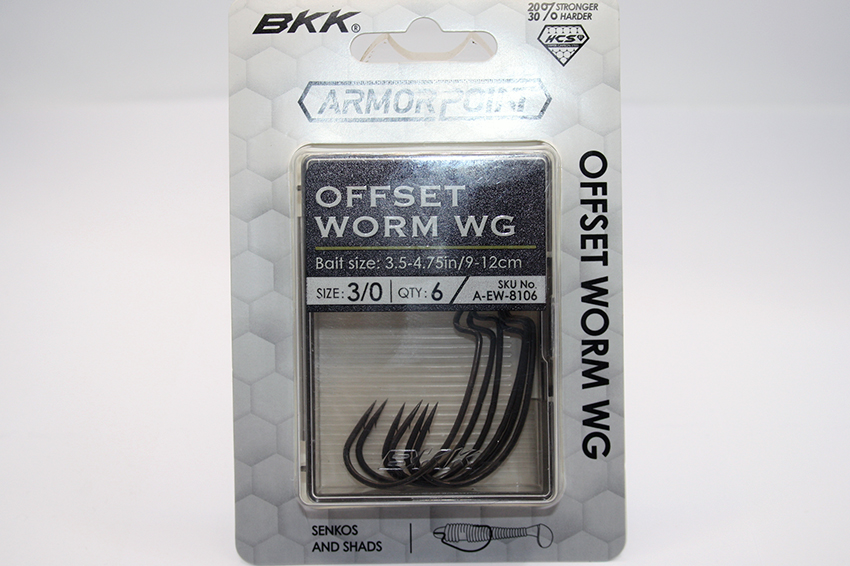 BKK®
20% STRONGER
30% HARDER
HCS
ARMORPOINT
OFFSET
WORM WG
Bait size: 3.5-4.75in/9-12cm
SIZE: 3/0 QTY: 6 SKU No.
A-EW-8106
OFFSET WORM WG
BKK
SENKOS
AND SHADS